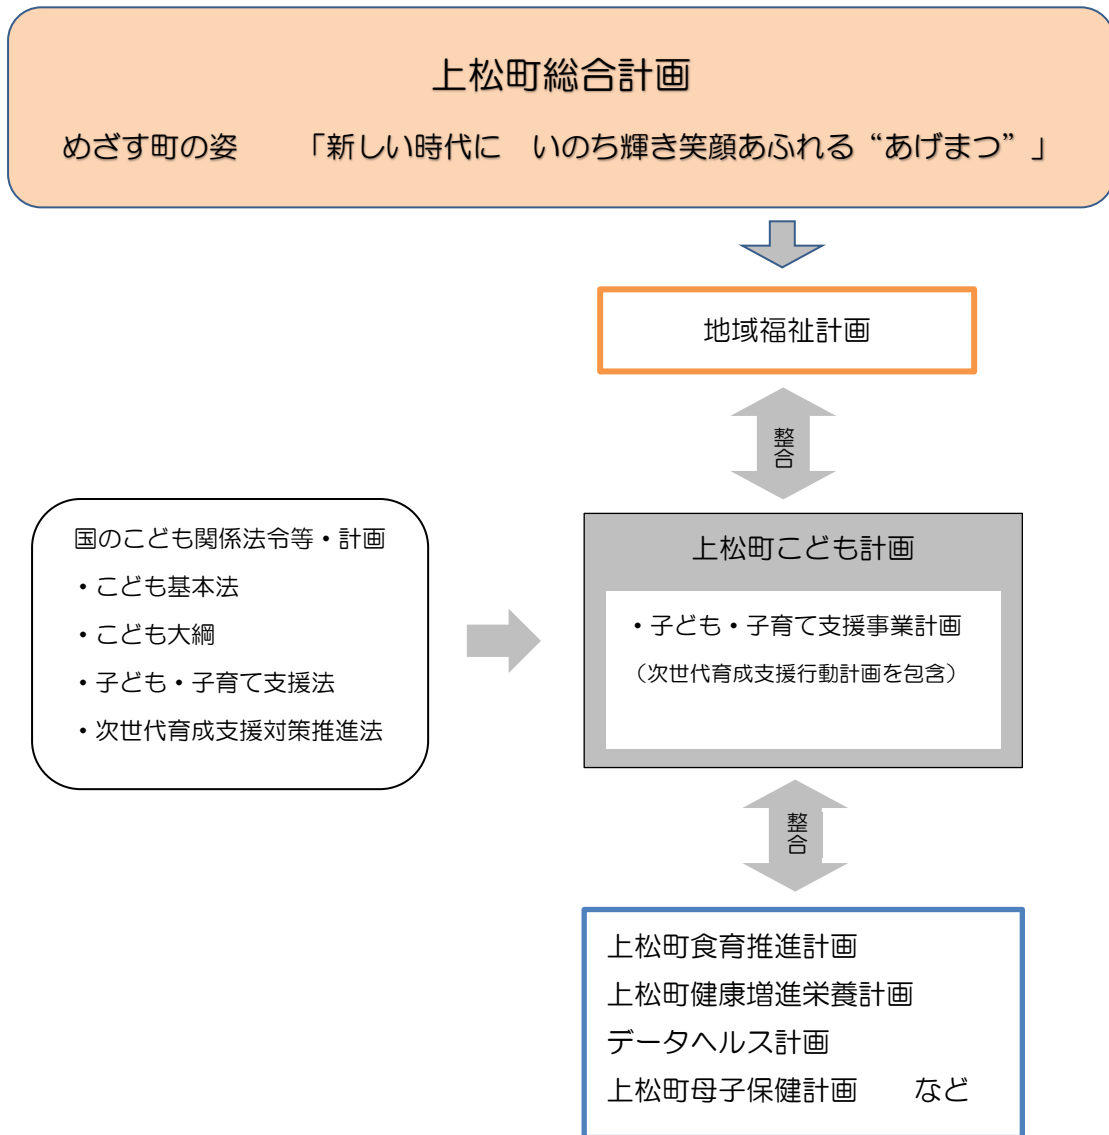 上松町総合計画
めざす町の姿　　「新しい時代に　いのち輝き笑顔あふれる“あげまつ”」
地域福祉計画
整合
国のこども関係法令等・計画
・こども基本法
・こども大綱
・子ども・子育て支援法
・次世代育成支援対策推進法
上松町こども計画
・子ども・子育て支援事業計画
（次世代育成支援行動計画を包含）
整合
上松町食育推進計画
上松町健康増進栄養計画
データヘルス計画
上松町母子保健計画　　など